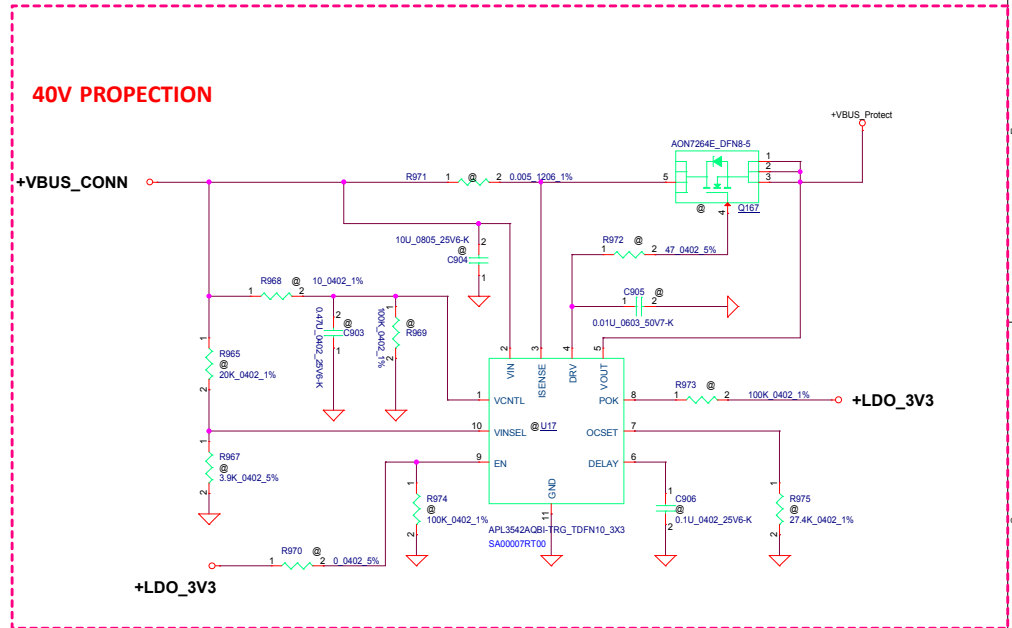 40V PROPECTION
+VBUS_Protect
AON7264E_DFN8-5
+VBUS_CONN
R971
1
@
2
0.005_1206_1%
5
1
2
3
@
Q167
4
10U_0805_25V6-K
2
@
C904
1
R972
@
1
2
47_0402_5%
R968
@
10_0402_1%
1
2
C905
@
1
2
0.01U_0603_50V7-K
0.47U_0402_25V6-K
2
@
C903
1
100K_0402_1%
1
@
R969
2
1
R965
@
20K_0402_1%
2
2
3
4
5
VIN
ISENSE
DRV
VOUT
1
VCNTL
POK
8
R973
@
1
2
100K_0402_1%
+LDO_3V3
10
VINSEL
@
U17
OCSET
7
9
EN
DELAY
6
GND
11
1
R967
@
3.9K_0402_5%
2
1
R974
@
100K_0402_1%
2
1
C906
@
0.1U_0402_25V6-K
2
1
R975
@
27.4K_0402_1%
2
APL3542AQBI-TRG_TDFN10_3X3
SA00007RT00
R970
@
1
2
0_0402_5%
+LDO_3V3